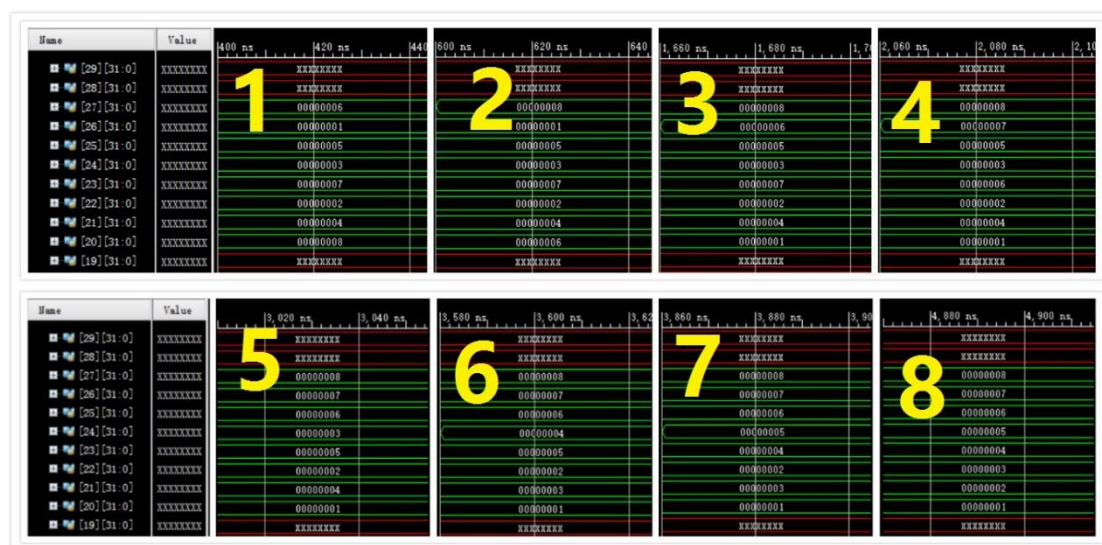 Name Value 400 ns 420 ns 440 600 ns 620 ns 640 1,660 ns 1,680 ns 1,70 2,060 ns 2,080 ns 2,10
[29][31:0] XXXXXXXX XXXXXXXX XXXXXXXX XXXXXXXX XXXXXXXX
[28][31:0] XXXXXXXX XXXXXXXX XXXXXXXX XXXXXXXX XXXXXXXX
[27][31:0] XXXXXXXX 00000006 00000008 00000008 00000008
[26][31:0] XXXXXXXX 00000001 00000001 00000006 00000007
[25][31:0] XXXXXXXX 00000005 00000005 00000005 00000005
[24][31:0] XXXXXXXX 00000003 00000003 00000003 00000003
[23][31:0] XXXXXXXX 00000007 00000007 00000007 00000006
[22][31:0] XXXXXXXX 00000002 00000002 00000002 00000002
[21][31:0] XXXXXXXX 00000004 00000004 00000004 00000004
[20][31:0] XXXXXXXX 00000008 00000006 00000001 00000001
[19][31:0] XXXXXXXX XXXXXXXX XXXXXXXX XXXXXXXX XXXXXXXX
1 2 3 4
Name Value 3,020 ns 3,040 ns 3,580 ns 3,600 ns 3,62 3,860 ns 3,880 ns 3,90 4,880 ns 4,900 ns
[29][31:0] XXXXXXXX XXXXXXXX XXXXXXXX XXXXXXXX XXXXXXXX
[28][31:0] XXXXXXXX XXXXXXXX XXXXXXXX XXXXXXXX XXXXXXXX
[27][31:0] XXXXXXXX 00000008 00000008 00000008 00000008
[26][31:0] XXXXXXXX 00000007 00000007 00000007 00000007
[25][31:0] XXXXXXXX 00000006 00000006 00000006 00000006
[24][31:0] XXXXXXXX 00000003 00000004 00000005 00000005
[23][31:0] XXXXXXXX 00000005 00000005 00000004 00000004
[22][31:0] XXXXXXXX 00000002 00000002 00000002 00000003
[21][31:0] XXXXXXXX 00000004 00000003 00000003 00000002
[20][31:0] XXXXXXXX 00000001 00000001 00000001 00000001
[19][31:0] XXXXXXXX XXXXXXXX XXXXXXXX XXXXXXXX XXXXXXXX
5 6 7 8